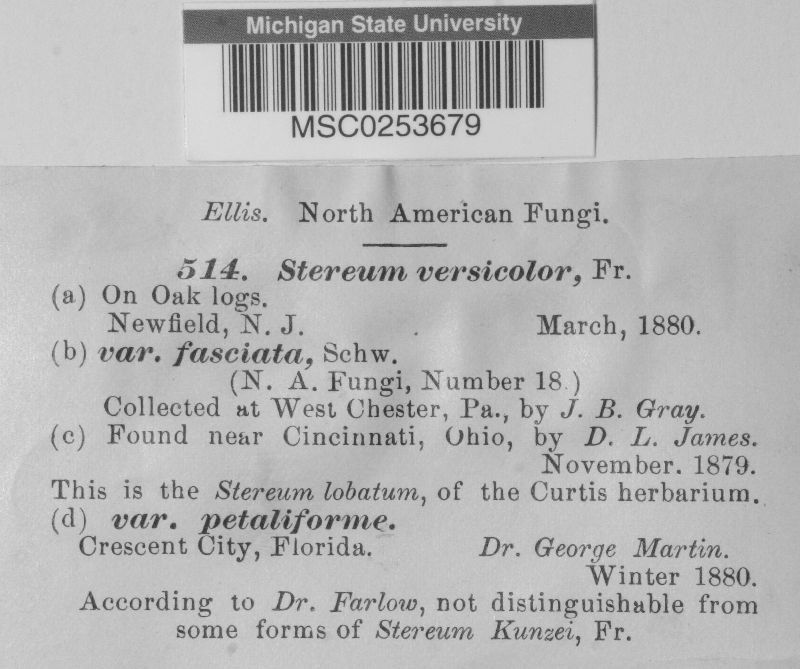 Michigan State University
MSC0253679
Ellis. North American Fungi.
514. Stereum versicolor, Fr.
(a) On Oak logs.
Newfield, N. J. March, 1880.
(b) var. fasciata, Schw.
(N. A. Fungi, Number 18.)
Collected at West Chester, Pa., by J. B. Gray.
(c) Found near Cincinnati, Ohio, by D. L. James.
November. 1879.
This is the Stereum lobatum, of the Curtis herbarium.
(d) var. petaliforme.
Crescent City, Florida. Dr. George Martin.
Winter 1880.
According to Dr. Farlow, not distinguishable from
some forms of Stereum Kunzei, Fr.